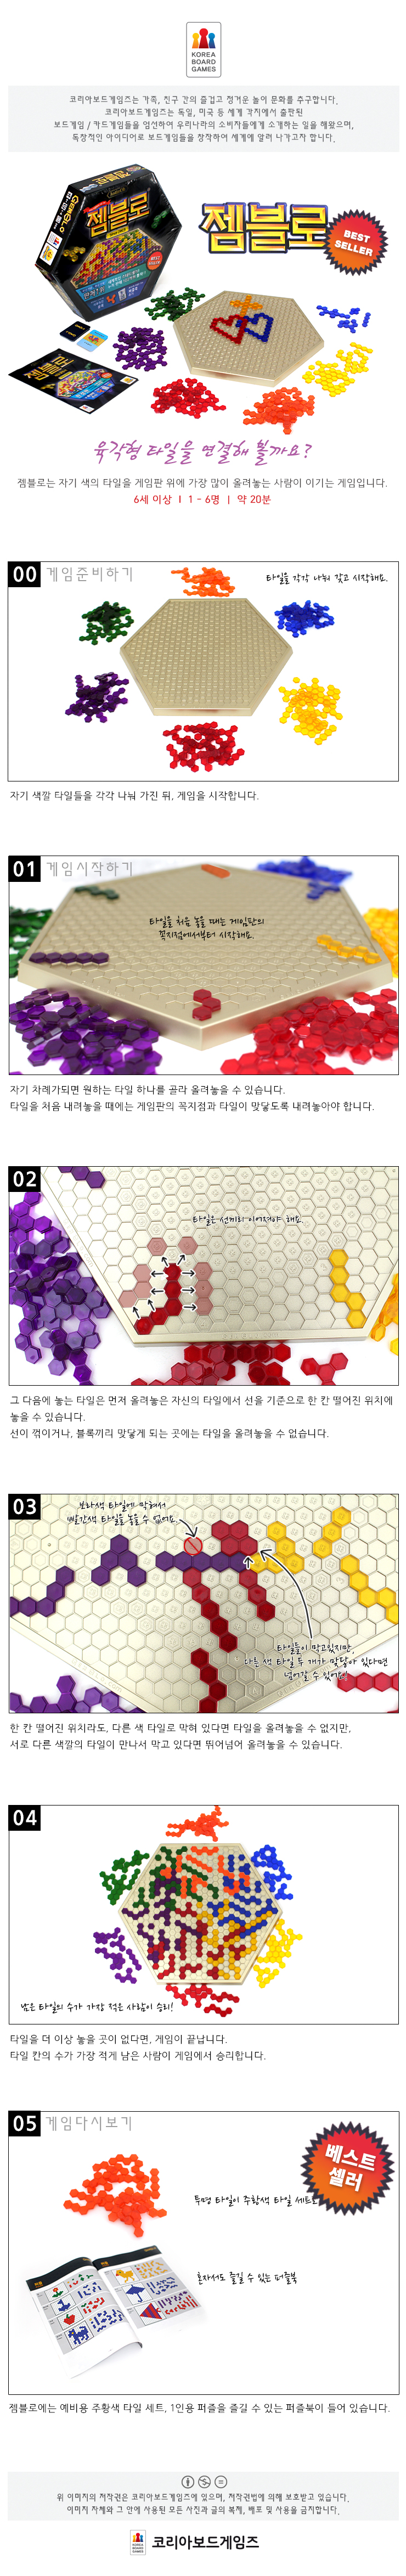 KOREA
BOARD
GAMES
코리아보드게임즈는 가족, 친구 간의 즐겁고 정겨운 놀이 문화를 추구합니다.
코리아보드게임즈는 독일, 미국 등 세계 각지에서 출판된
보드게임 / 카드게임들을 엄선하여 우리나라의 소비자들에게 소개하는 일을 해왔으며,
독창적인 아이디어로 보드게임들을 창작하여 세계에 알려 나가고자 합니다.
젬블로
젬블로
BEST
SELLER
육각형 타일을 연결해 볼까요?
젬블로는 자기 색의 타일을 게임판 위에 가장 많이 올려놓는 사람이 이기는 게임입니다.
6세 이상 | 1 - 6명 | 약 20분
00 게임준비하기
타일을 각각 나눠 갖고 시작해요.
자기 색깔 타일들을 각각 나눠 가진 뒤, 게임을 시작합니다.
01 게임시작하기
타일을 처음 놓을 때는 게임판의
꼭지점에서부터 시작해요.
자기 차례가되면 원하는 타일 하나를 골라 올려놓을 수 있습니다.
타일을 처음 내려놓을 때에는 게임판의 꼭지점과 타일이 맞닿도록 내려놓아야 합니다.
02
타일은 선끼리 이어져야 해요.
그 다음에 놓는 타일은 먼저 올려놓은 자신의 타일에서 선을 기준으로 한 칸 떨어진 위치에
놓을 수 있습니다.
선이 꺾이거나, 블록끼리 맞닿게 되는 곳에는 타일을 올려놓을 수 없습니다.
03
보라색 타일에 막혀서
빨간색 타일을 놓을 수 없어요.
타일들이 막고있지만,
다른 색 타일 두 개가 맞닿아 있다면
넘어갈 수 있어요!
한 칸 떨어진 위치라도, 다른 색 타일로 막혀 있다면 타일을 올려놓을 수 없지만,
서로 다른 색깔의 타일이 만나서 막고 있다면 뛰어넘어 올려놓을 수 있습니다.
04
남은 타일의 수가 가장 적은 사람이 승리!
타일을 더 이상 놓을 곳이 없다면, 게임이 끝납니다.
타일 칸의 수가 가장 적게 남은 사람이 게임에서 승리합니다.
05 게임다시보기
베스트
셀러
투명 타일이 주황색 타일 세트로
혼자서도 즐길 수 있는 퍼즐북
젬블로에는 예비용 주황색 타일 세트, 1인용 퍼즐을 즐길 수 있는 퍼즐북이 들어 있습니다.
위 이미지의 저작권은 코리아보드게임즈에 있으며, 저작권법에 의해 보호받고 있습니다.
이미지 자체와 그 안에 사용된 모든 사진과 글의 복제, 배포 및 사용을 금지합니다.
코리아보드게임즈